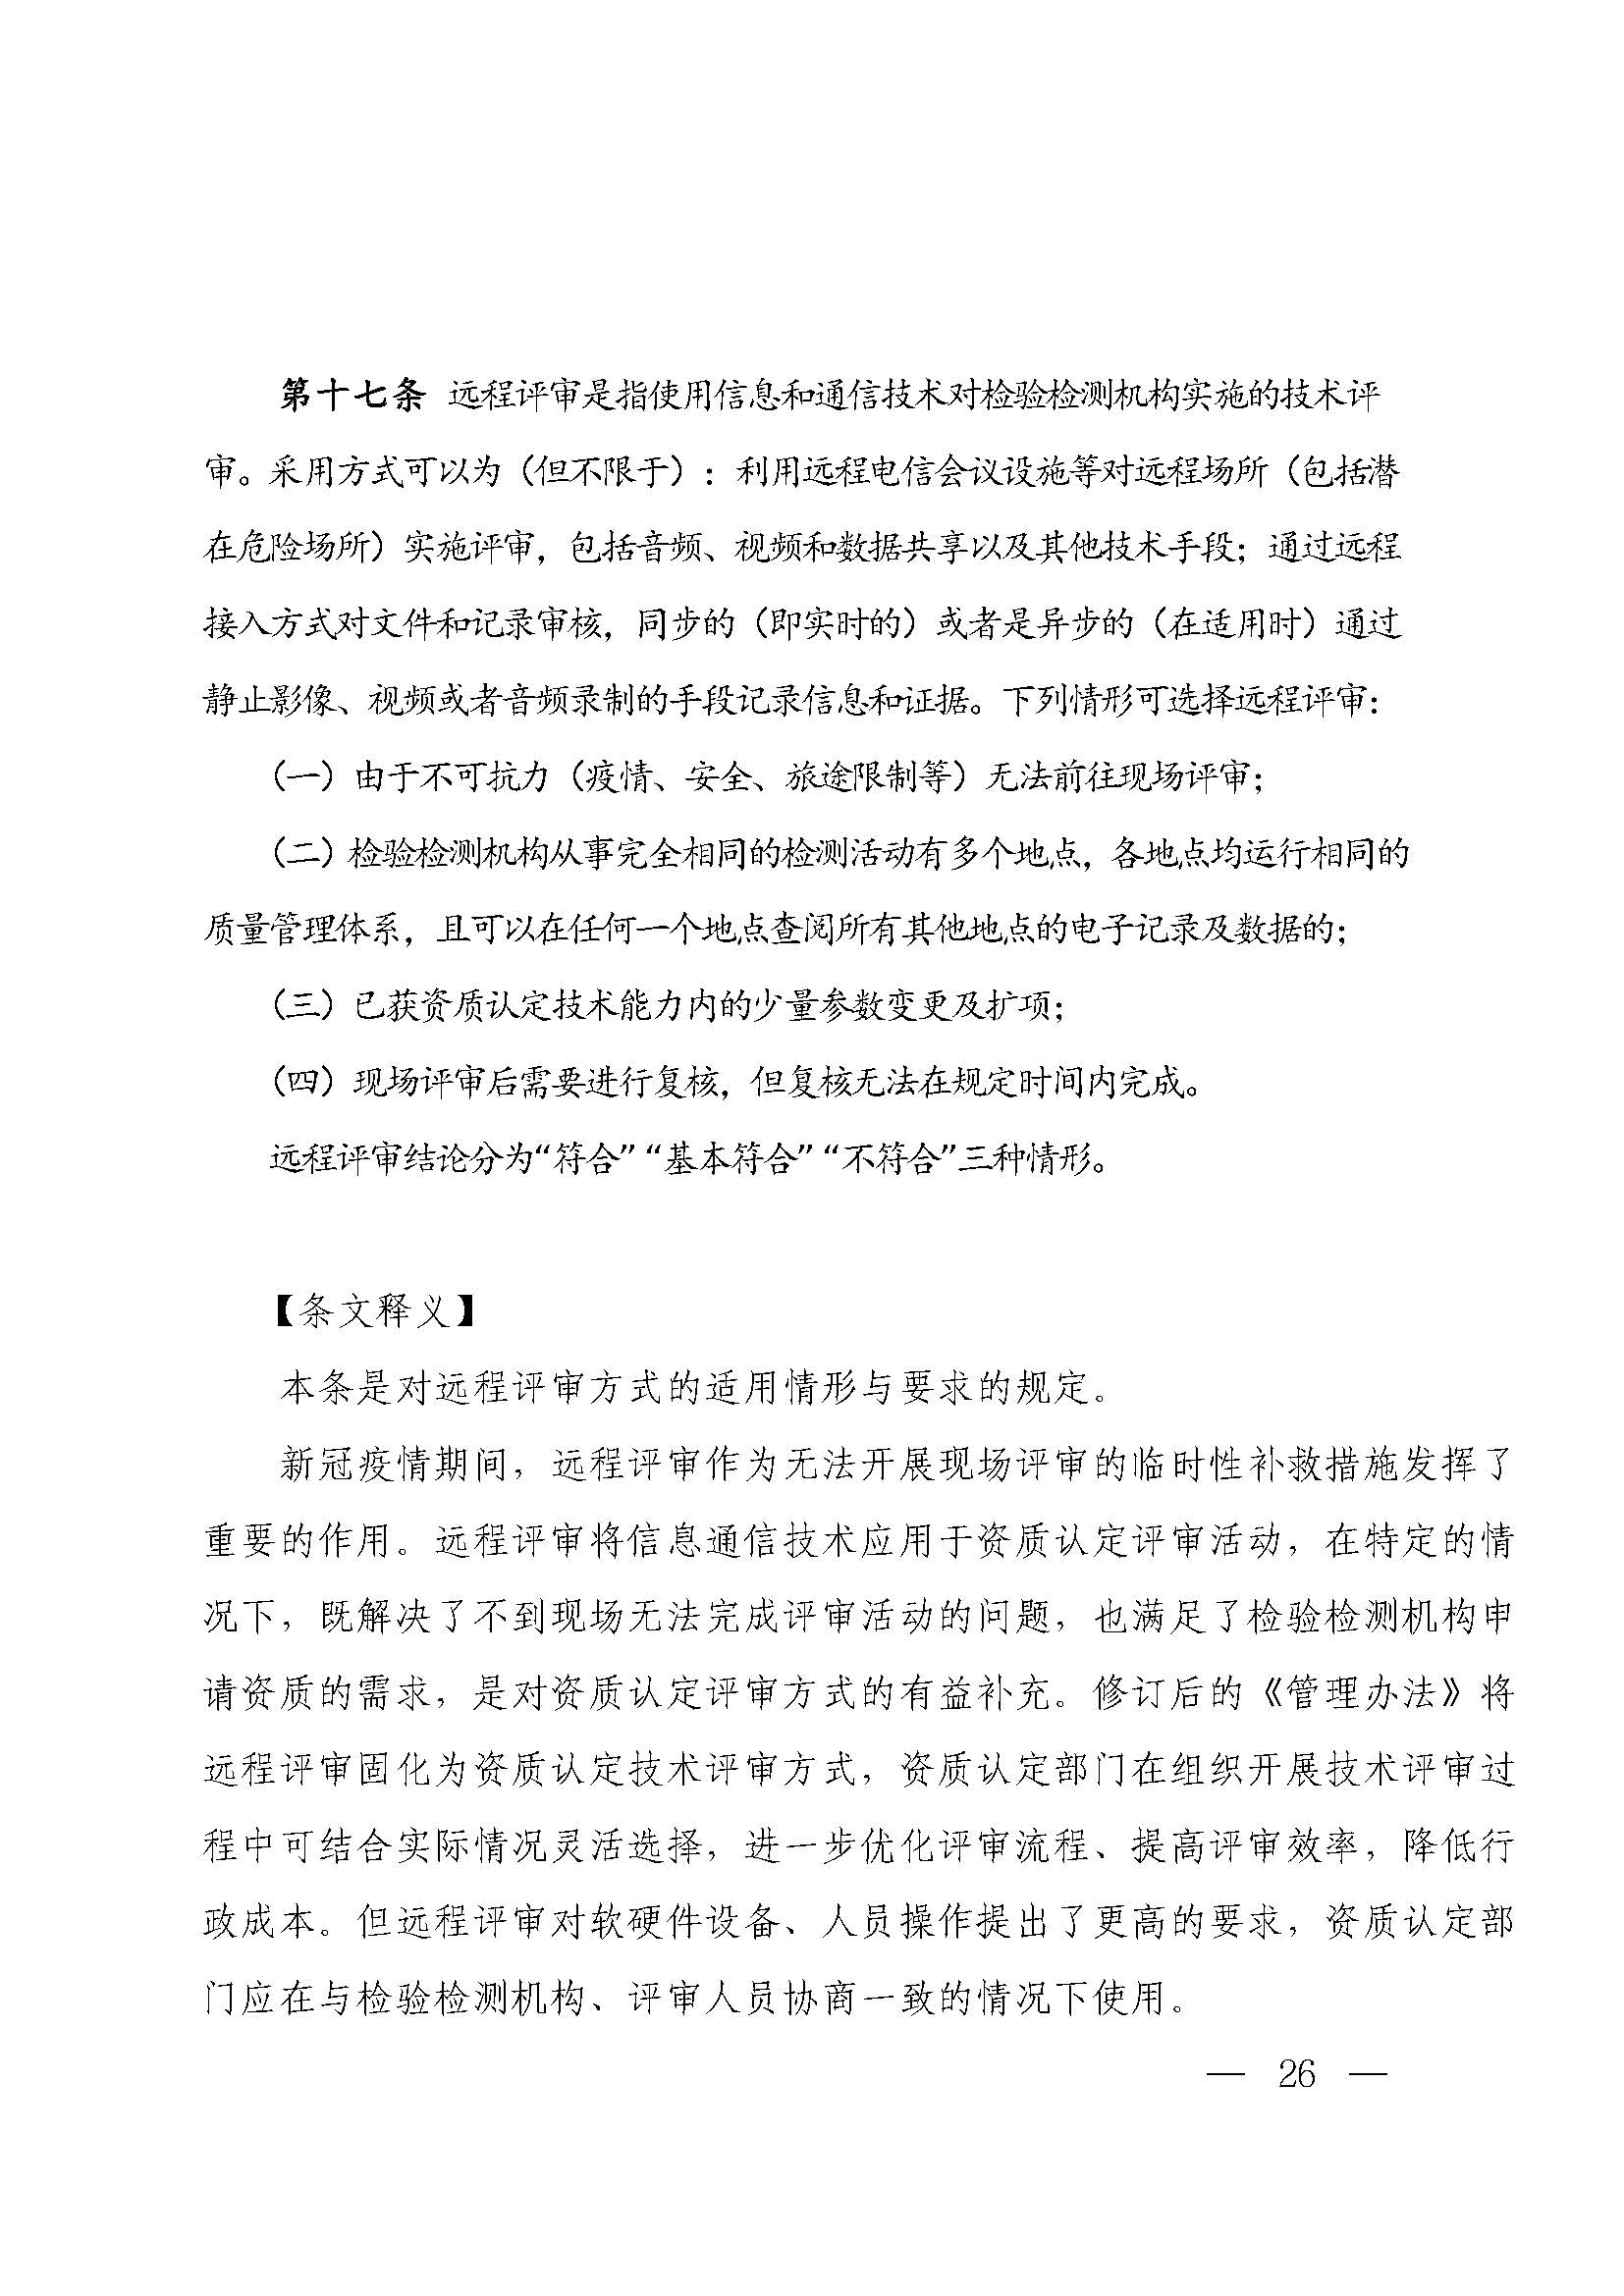 第十七条 远程评审是指使用信息和通信技术对检验检测机构实施的技术评
审。采用方式可以为（但不限于）：利用远程电信会议设施等对远程场所（包括潜
在危险场所）实施评审，包括音频、视频和数据共享以及其他技术手段；通过远程
接入方式对文件和记录审核，同步的（即实时的）或者是异步的（在适用时）通过
静止影像、视频或者音频录制的手段记录信息和证据。下列情形可选择远程评审：
（一）由于不可抗力（疫情、安全、旅途限制等）无法前往现场评审；
（二）检验检测机构从事完全相同的检测活动有多个地点，各地点均运行相同的
质量管理体系，且可以在任何一个地点查阅所有其他地点的电子记录及数据的；
（三）已获资质认定技术能力内的少量参数变更及扩项；
（四）现场评审后需要进行复核，但复核无法在规定时间内完成。
远程评审结论分为“符合”“基本符合”“不符合”三种情形。
【条文释义】
本条是对远程评审方式的适用情形与要求的规定。
新冠疫情期间，远程评审作为无法开展现场评审的临时性补救措施发挥了
重要的作用。远程评审将信息通信技术应用于资质认定评审活动，在特定的情
况下，既解决了不到现场无法完成评审活动的问题，也满足了检验检测机构申
请资质的需求，是对资质认定评审方式的有益补充。修订后的《管理办法》将
远程评审固化为资质认定技术评审方式，资质认定部门在组织开展技术评审过
程中可结合实际情况灵活选择，进一步优化评审流程、提高评审效率，降低行
政成本。但远程评审对软硬件设备、人员操作提出了更高的要求，资质认定部
门应在与检验检测机构、评审人员协商一致的情况下使用。
— 26 —